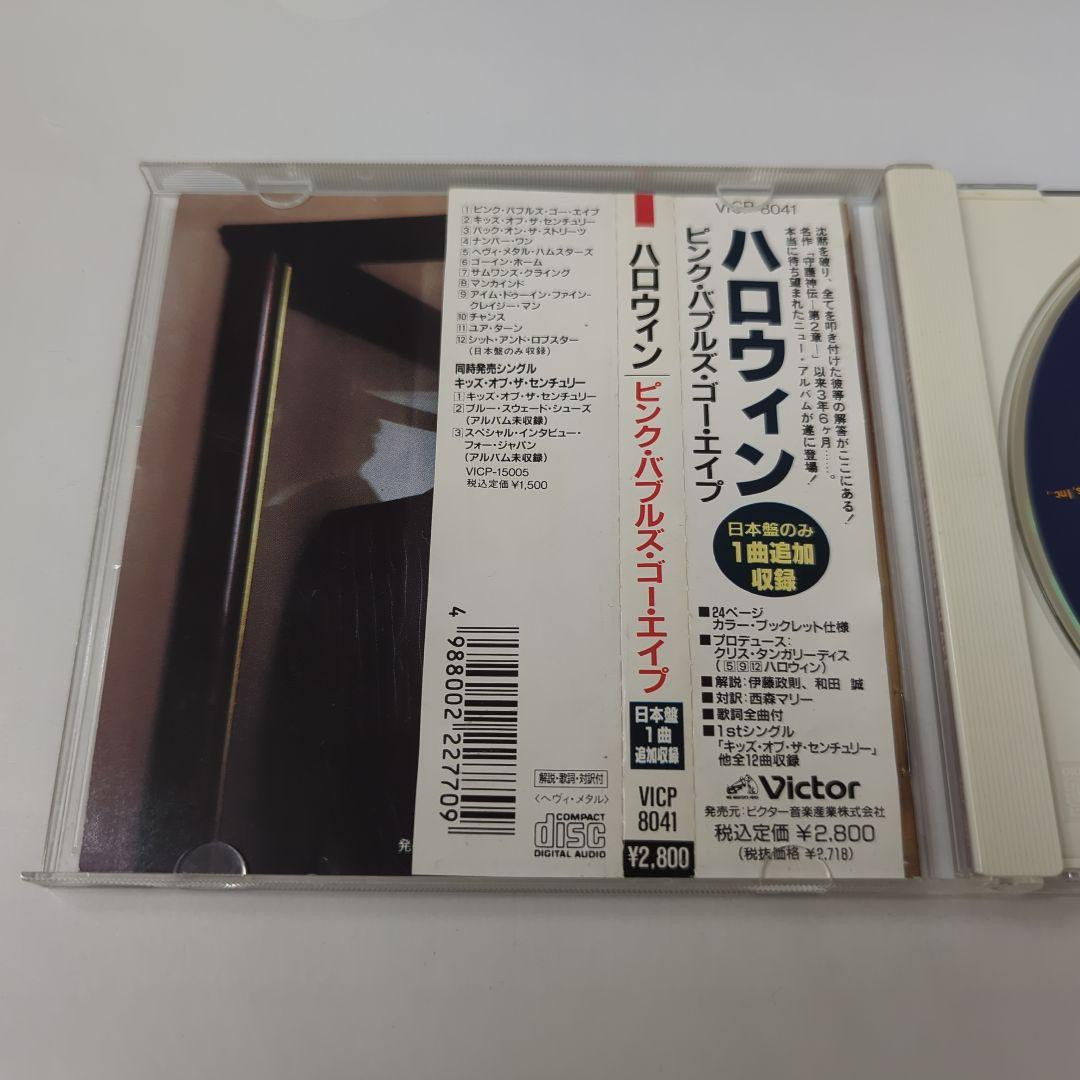 ①ピンク・バブルズ・ゴー・エイプ
②キッズ・オブ・ザ・センチュリー
③バック・オン・ザ・ストリーツ
④ナンバー・ワン
⑤ヘヴィ・メタル・ハムスターズ
⑥ゴーイン・ホーム
⑦サムワンズ・クライング
⑧マンカインド
⑨アイム・ドゥーイン・ファイン-
クレイジー・マン
⑩チャンス
⑪ユア・ターン
⑫シット・アンド・ロブスター
(日本盤のみ収録)
同時発売シングル
キッズ・オブ・ザ・センチュリー
①キッズ・オブ・ザ・センチュリー
②ブルー・スウェード・シューズ
(アルバム未収録)
③スペシャル・インタビュー・
フォー・ジャパン
(アルバム未収録)
VICP-15005
税込定価¥1,500
4 988002 227709
解説・歌詞・対訳付
〈ヘヴィ・メタル〉
COMPACT
disc
DIGITAL AUDIO
発
ハロウィン
ピンク・バブルズ・ゴー・エイプ
日本盤
1曲
追加収録
VICP
8041
¥2,800
VICP-8041
沈黙を破り、全てを叩き付けた彼等の解答がここにある!
名作「守護神伝―第2章―」以来3年6ヶ月……。
本当に待ち望まれたニュー・アルバムが遂に登場!
ハロウィン
ピンク・バブルズ・ゴー・エイプ
日本盤のみ
1曲追加
収録
■24ページ
カラー・ブックレット仕様
■プロデュース:
クリス・タンガリーディス
(⑤⑨⑫ハロウィン)
■解説:伊藤政則、和田 誠
■対訳:西森マリー
■歌詞全曲付
■1stシングル
「キッズ・オブ・ザ・センチュリー」
他全12曲収録
Victor
発売元:ビクター音楽産業株式会社
税込定価¥2,800
(税抜価格 ¥2,718)
s, Inc.,